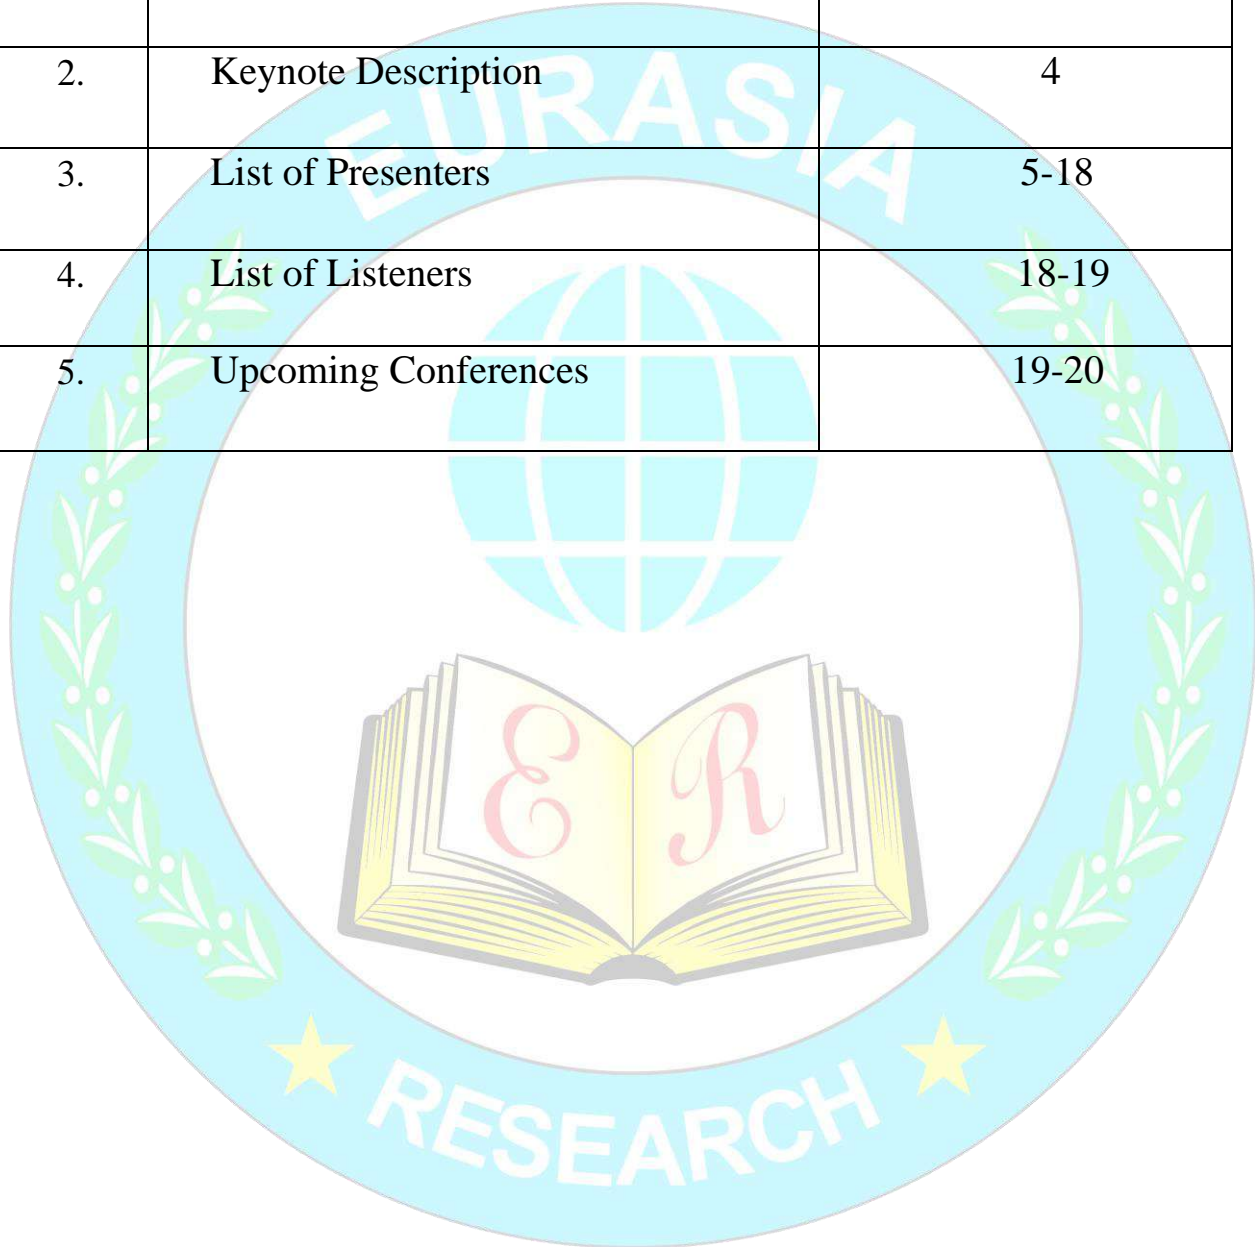 2. Keynote Description 4
3. List of Presenters 5-18
4. List of Listeners 18-19
5. Upcoming Conferences 19-20
EURASIA
E R
RESEARCH